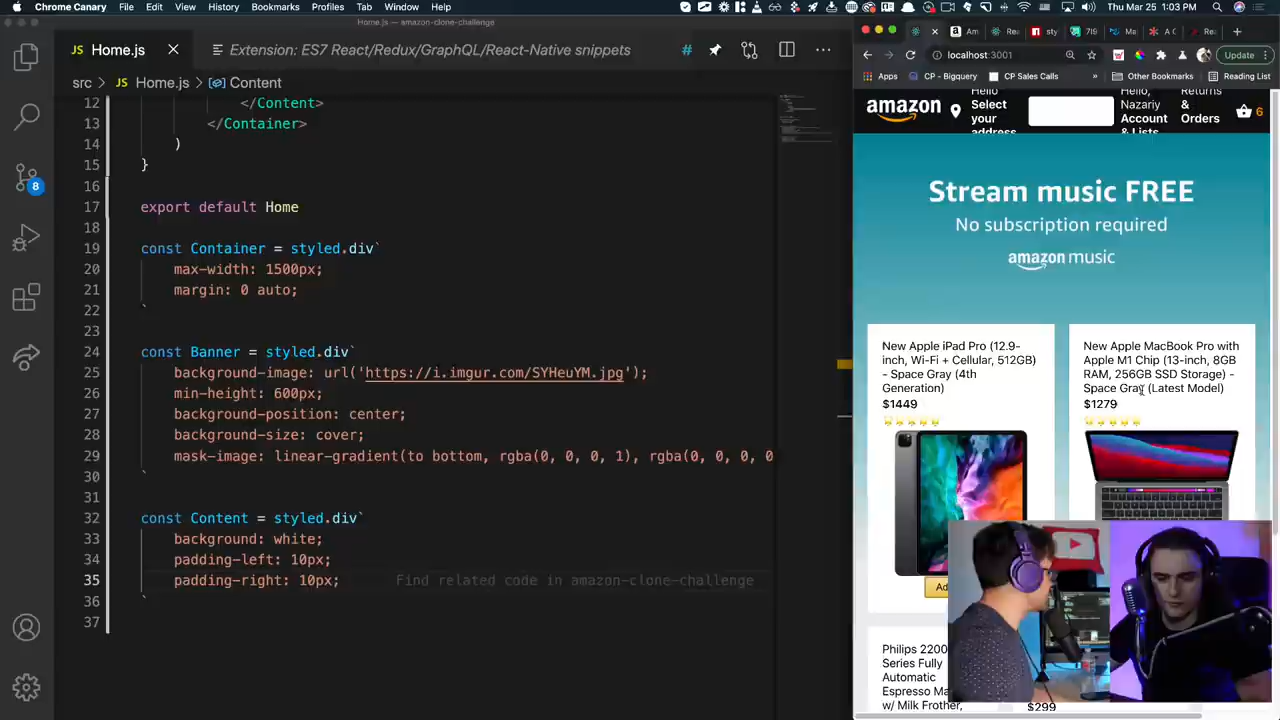 Chrome Canary File Edit View History Bookmarks Profiles Tab Window Help
Thu Mar 25 1:03 PM
Home.js — amazon-clone-challenge
Home.js
Extension: ES7 React/Redux/GraphQL/React-Native snippets
src > JS Home.js > Content
12 </Content>
13 </Container>
14 )
15 }
16
17 export default Home
18
19 const Container = styled.div`
20 max-width: 1500px;
21 margin: 0 auto;
22 `
23
24 const Banner = styled.div`
25 background-image: url('https://i.imgur.com/SYHeuYM.jpg');
26 min-height: 600px;
27 background-position: center;
28 background-size: cover;
29 mask-image: linear-gradient(to bottom, rgba(0, 0, 0, 1), rgba(0, 0, 0, 0
30 `
31
32 const Content = styled.div`
33 background: white;
34 padding-left: 10px;
35 padding-right: 10px; Find related code in amazon-clone-challenge
36 `
37
8
Am
Rea
sty
719
Ma
A C
Re
localhost:3001
Update
Apps
CP - Bigquery
CP Sales Calls
»
Other Bookmarks
Reading List
amazon
Hello
Select
your
address
Hello,
Nazariy
Account
& Lists
Returns
&
Orders
6
Stream music FREE
No subscription required
amazon music
New Apple iPad Pro (12.9-
inch, Wi-Fi + Cellular, 512GB)
- Space Gray (4th
Generation)
$1449
New Apple MacBook Pro with
Apple M1 Chip (13-inch, 8GB
RAM, 256GB SSD Storage) -
Space Gray (Latest Model)
$1279
Ad
Philips 2200
Series Fully
Automatic
Espresso Ma
w/ Milk Frother,
$299